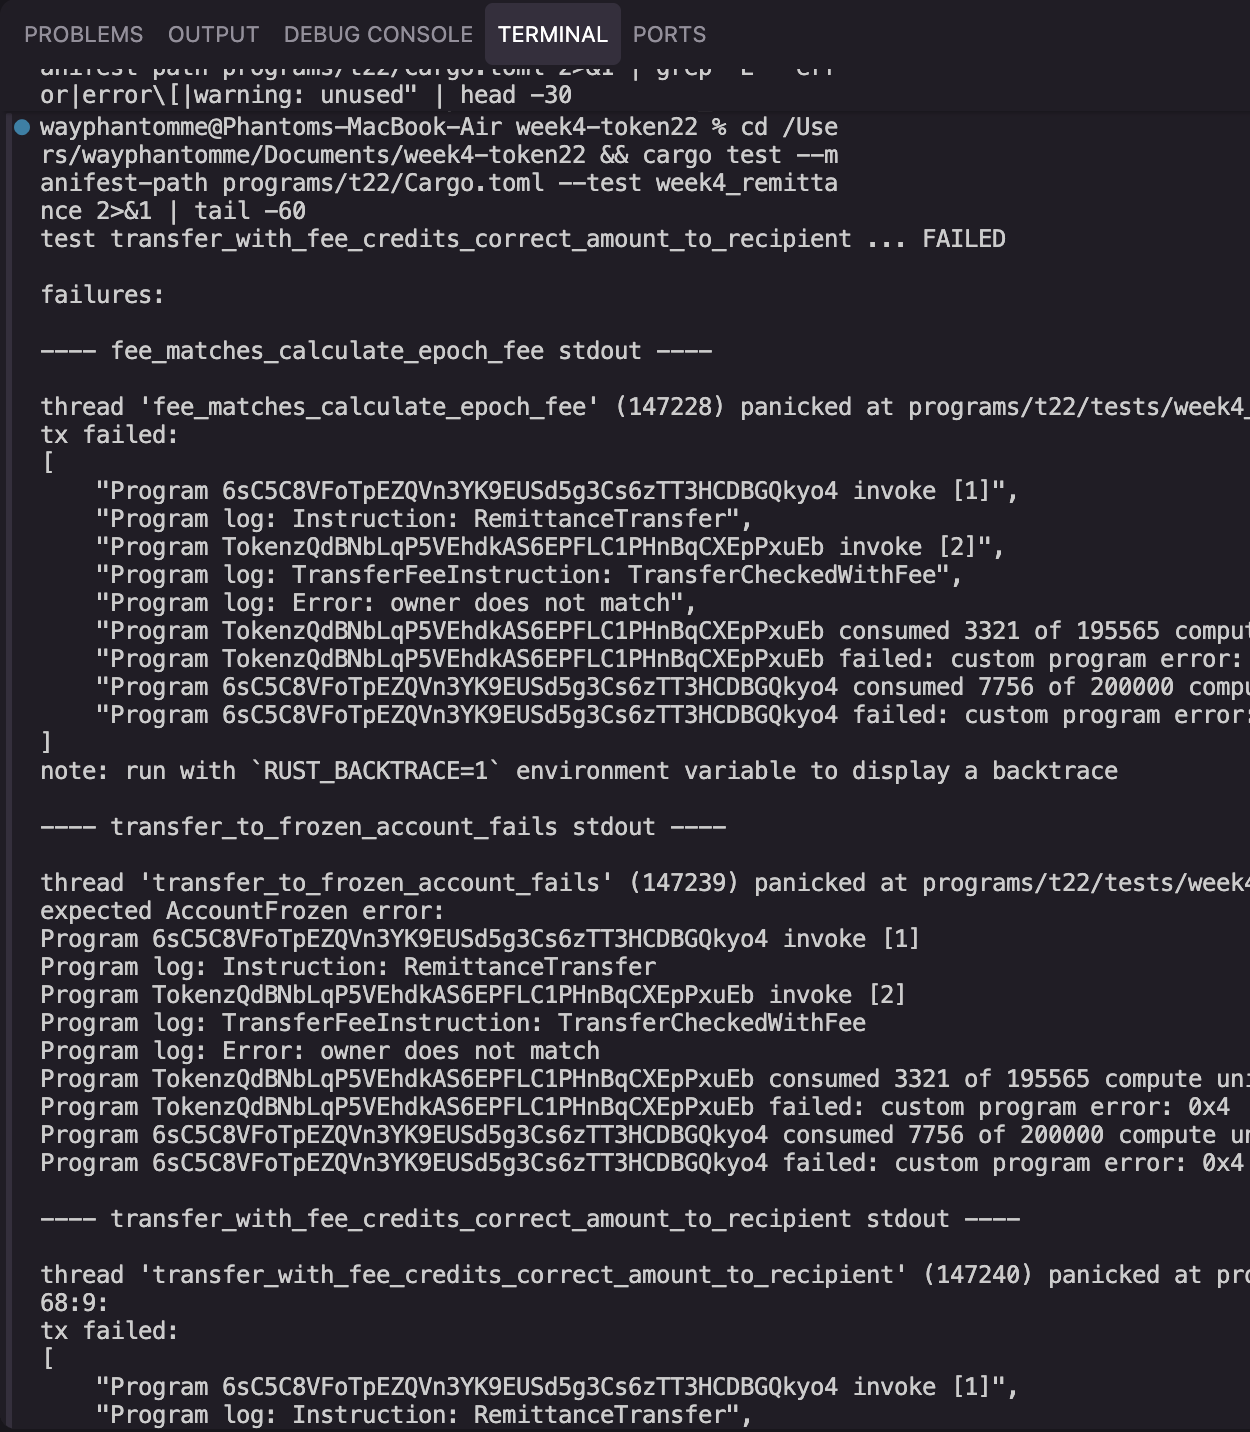 PROBLEMS OUTPUT DEBUG CONSOLE TERMINAL PORTS
anifest-path programs/t22/Cargo.toml 2>&1 | grep
or|error\[|warning: unused" | head -30
wayphantomme@Phantoms-MacBook-Air week4-token22 % cd /Use
rs/wayphantomme/Documents/week4-token22 && cargo test --m
anifest-path programs/t22/Cargo.toml --test week4_remitta
nce 2>&1 | tail -60
test transfer_with_fee_credits_correct_amount_to_recipient ... FAILED
failures:
---- fee_matches_calculate_epoch_fee stdout ----
thread 'fee_matches_calculate_epoch_fee' (147228) panicked at programs/t22/tests/week4_
tx failed:
[
"Program 6sC5C8VFoTpEZQVn3YK9EUSd5g3Cs6zTT3HCDBGQkyo4 invoke [1]",
"Program log: Instruction: RemittanceTransfer",
"Program TokenzQdBNbLqP5VEhdkAS6EPFLC1PHnBqCXEpPxuEb invoke [2]",
"Program log: TransferFeeInstruction: TransferCheckedWithFee",
"Program log: Error: owner does not match",
"Program TokenzQdBNbLqP5VEhdkAS6EPFLC1PHnBqCXEpPxuEb consumed 3321 of 195565 comput
"Program TokenzQdBNbLqP5VEhdkAS6EPFLC1PHnBqCXEpPxuEb failed: custom program error:
"Program 6sC5C8VFoTpEZQVn3YK9EUSd5g3Cs6zTT3HCDBGQkyo4 consumed 7756 of 200000 compu
"Program 6sC5C8VFoTpEZQVn3YK9EUSd5g3Cs6zTT3HCDBGQkyo4 failed: custom program error:
]
note: run with `RUST_BACKTRACE=1` environment variable to display a backtrace
---- transfer_to_frozen_account_fails stdout ----
thread 'transfer_to_frozen_account_fails' (147239) panicked at programs/t22/tests/week4
expected AccountFrozen error:
Program 6sC5C8VFoTpEZQVn3YK9EUSd5g3Cs6zTT3HCDBGQkyo4 invoke [1]
Program log: Instruction: RemittanceTransfer
Program TokenzQdBNbLqP5VEhdkAS6EPFLC1PHnBqCXEpPxuEb invoke [2]
Program log: TransferFeeInstruction: TransferCheckedWithFee
Program log: Error: owner does not match
Program TokenzQdBNbLqP5VEhdkAS6EPFLC1PHnBqCXEpPxuEb consumed 3321 of 195565 compute uni
Program TokenzQdBNbLqP5VEhdkAS6EPFLC1PHnBqCXEpPxuEb failed: custom program error: 0x4
Program 6sC5C8VFoTpEZQVn3YK9EUSd5g3Cs6zTT3HCDBGQkyo4 consumed 7756 of 200000 compute un
Program 6sC5C8VFoTpEZQVn3YK9EUSd5g3Cs6zTT3HCDBGQkyo4 failed: custom program error: 0x4
---- transfer_with_fee_credits_correct_amount_to_recipient stdout ----
thread 'transfer_with_fee_credits_correct_amount_to_recipient' (147240) panicked at pro
68:9:
tx failed:
[
"Program 6sC5C8VFoTpEZQVn3YK9EUSd5g3Cs6zTT3HCDBGQkyo4 invoke [1]",
"Program log: Instruction: RemittanceTransfer",